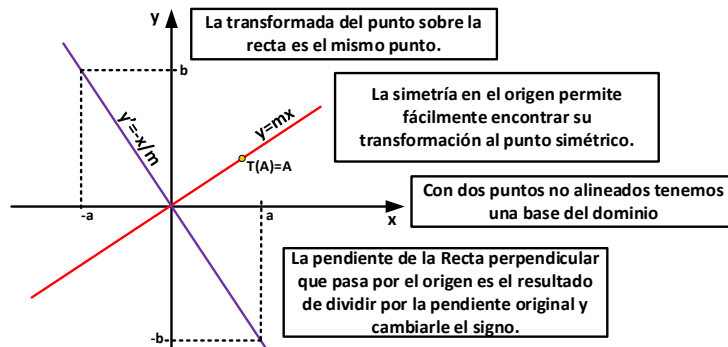 y
La transformada del punto sobre la
recta es el mismo punto.
b
y'=-x/m
y=mx
La simetría en el origen permite
fácilmente encontrar su
transformación al punto simétrico.
T(A)=A
Con dos puntos no alineados tenemos
una base del dominio
-a
a
x
La pendiente de la Recta perpendicular
que pasa por el origen es el resultado
de dividir por la pendiente original y
cambiarle el signo.
-b